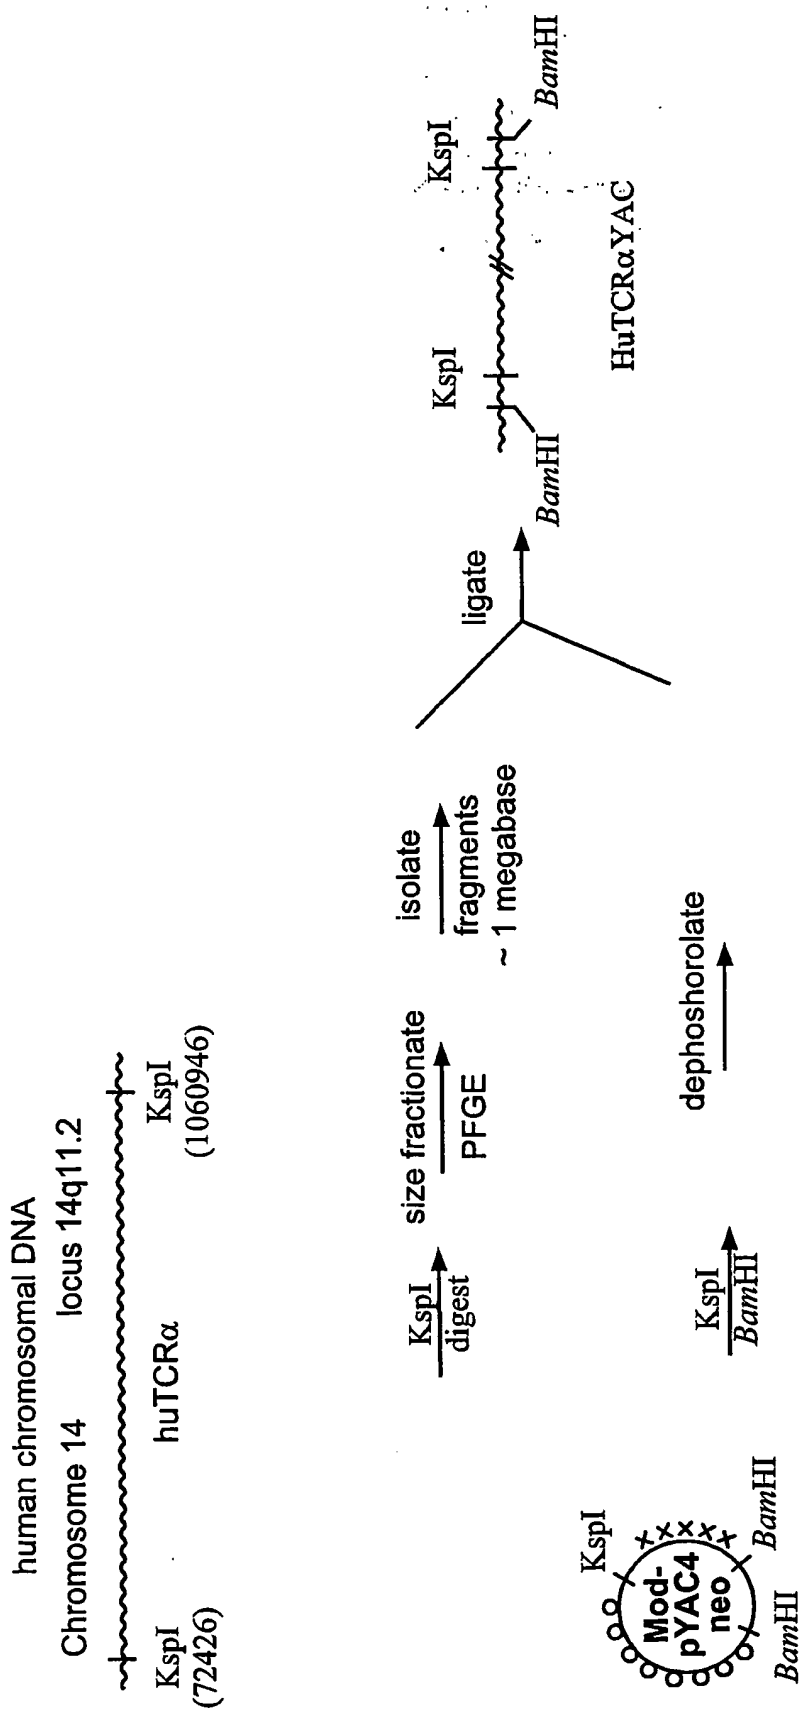 human chromosomal DNA
Chromosome 14 locus 14q11.2
KspI
(72426)
huTCRα
KspI
(1060946)
KspI
digest
size fractionate
PFGE
isolate
fragments
~ 1 megabase
ligate
KspI
KspI
BamHI
BamHI
HuTCRαYAC
KspI
Mod-
pYAC4
neo
BamHI
BamHI
KspI
BamHI
dephoshorolate